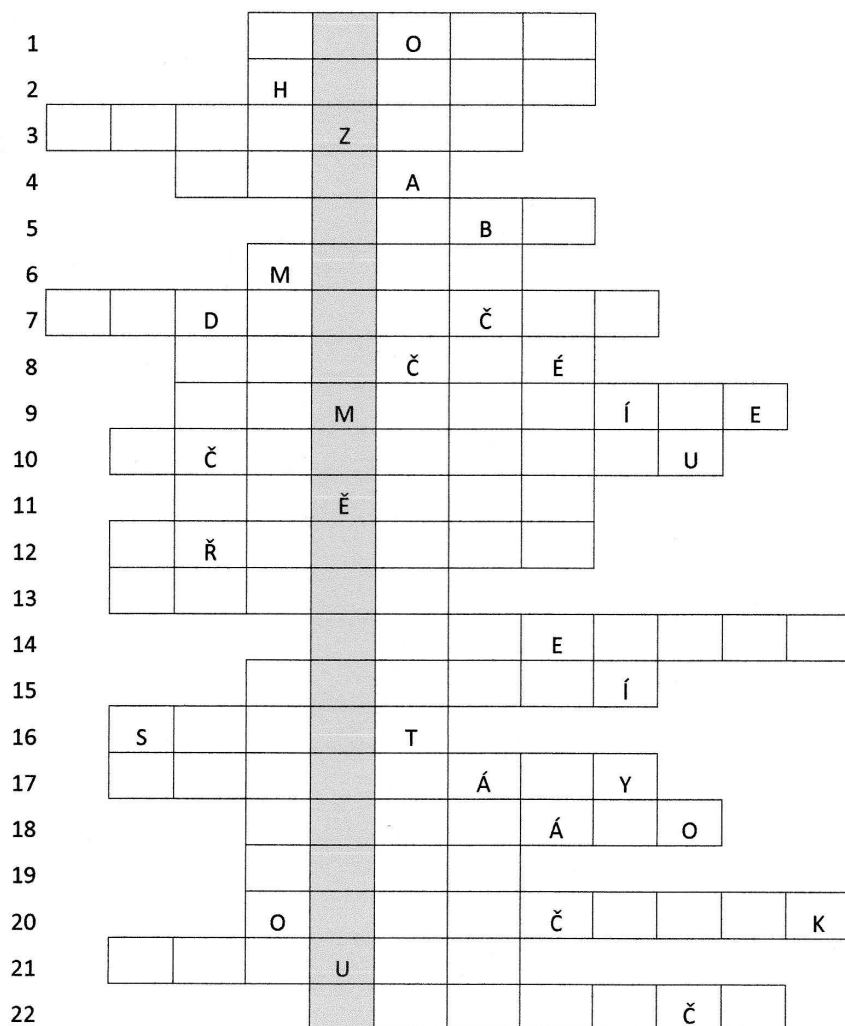 1 O
2 H
3 Z
4 A
5 B
6 M
7 D Č
8 Č É
9 M Í E
10 Č U
11 Ě
12 Ř
13
14 E
15 Í
16 S T
17 Á Y
18 Á O
19
20 O Č K
21 U
22 Č